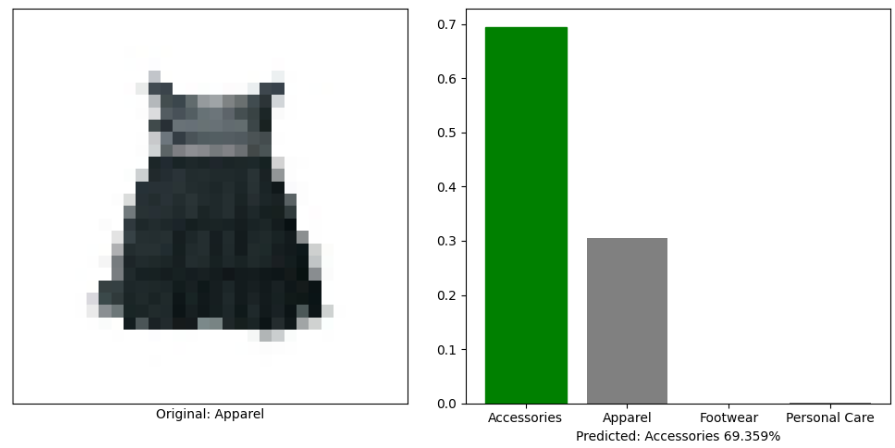 0.7
0.6
0.5
0.4
0.3
0.2
0.1
0.0
Accessories Apparel Footwear Personal Care
Original: Apparel
Predicted: Accessories 69.359%